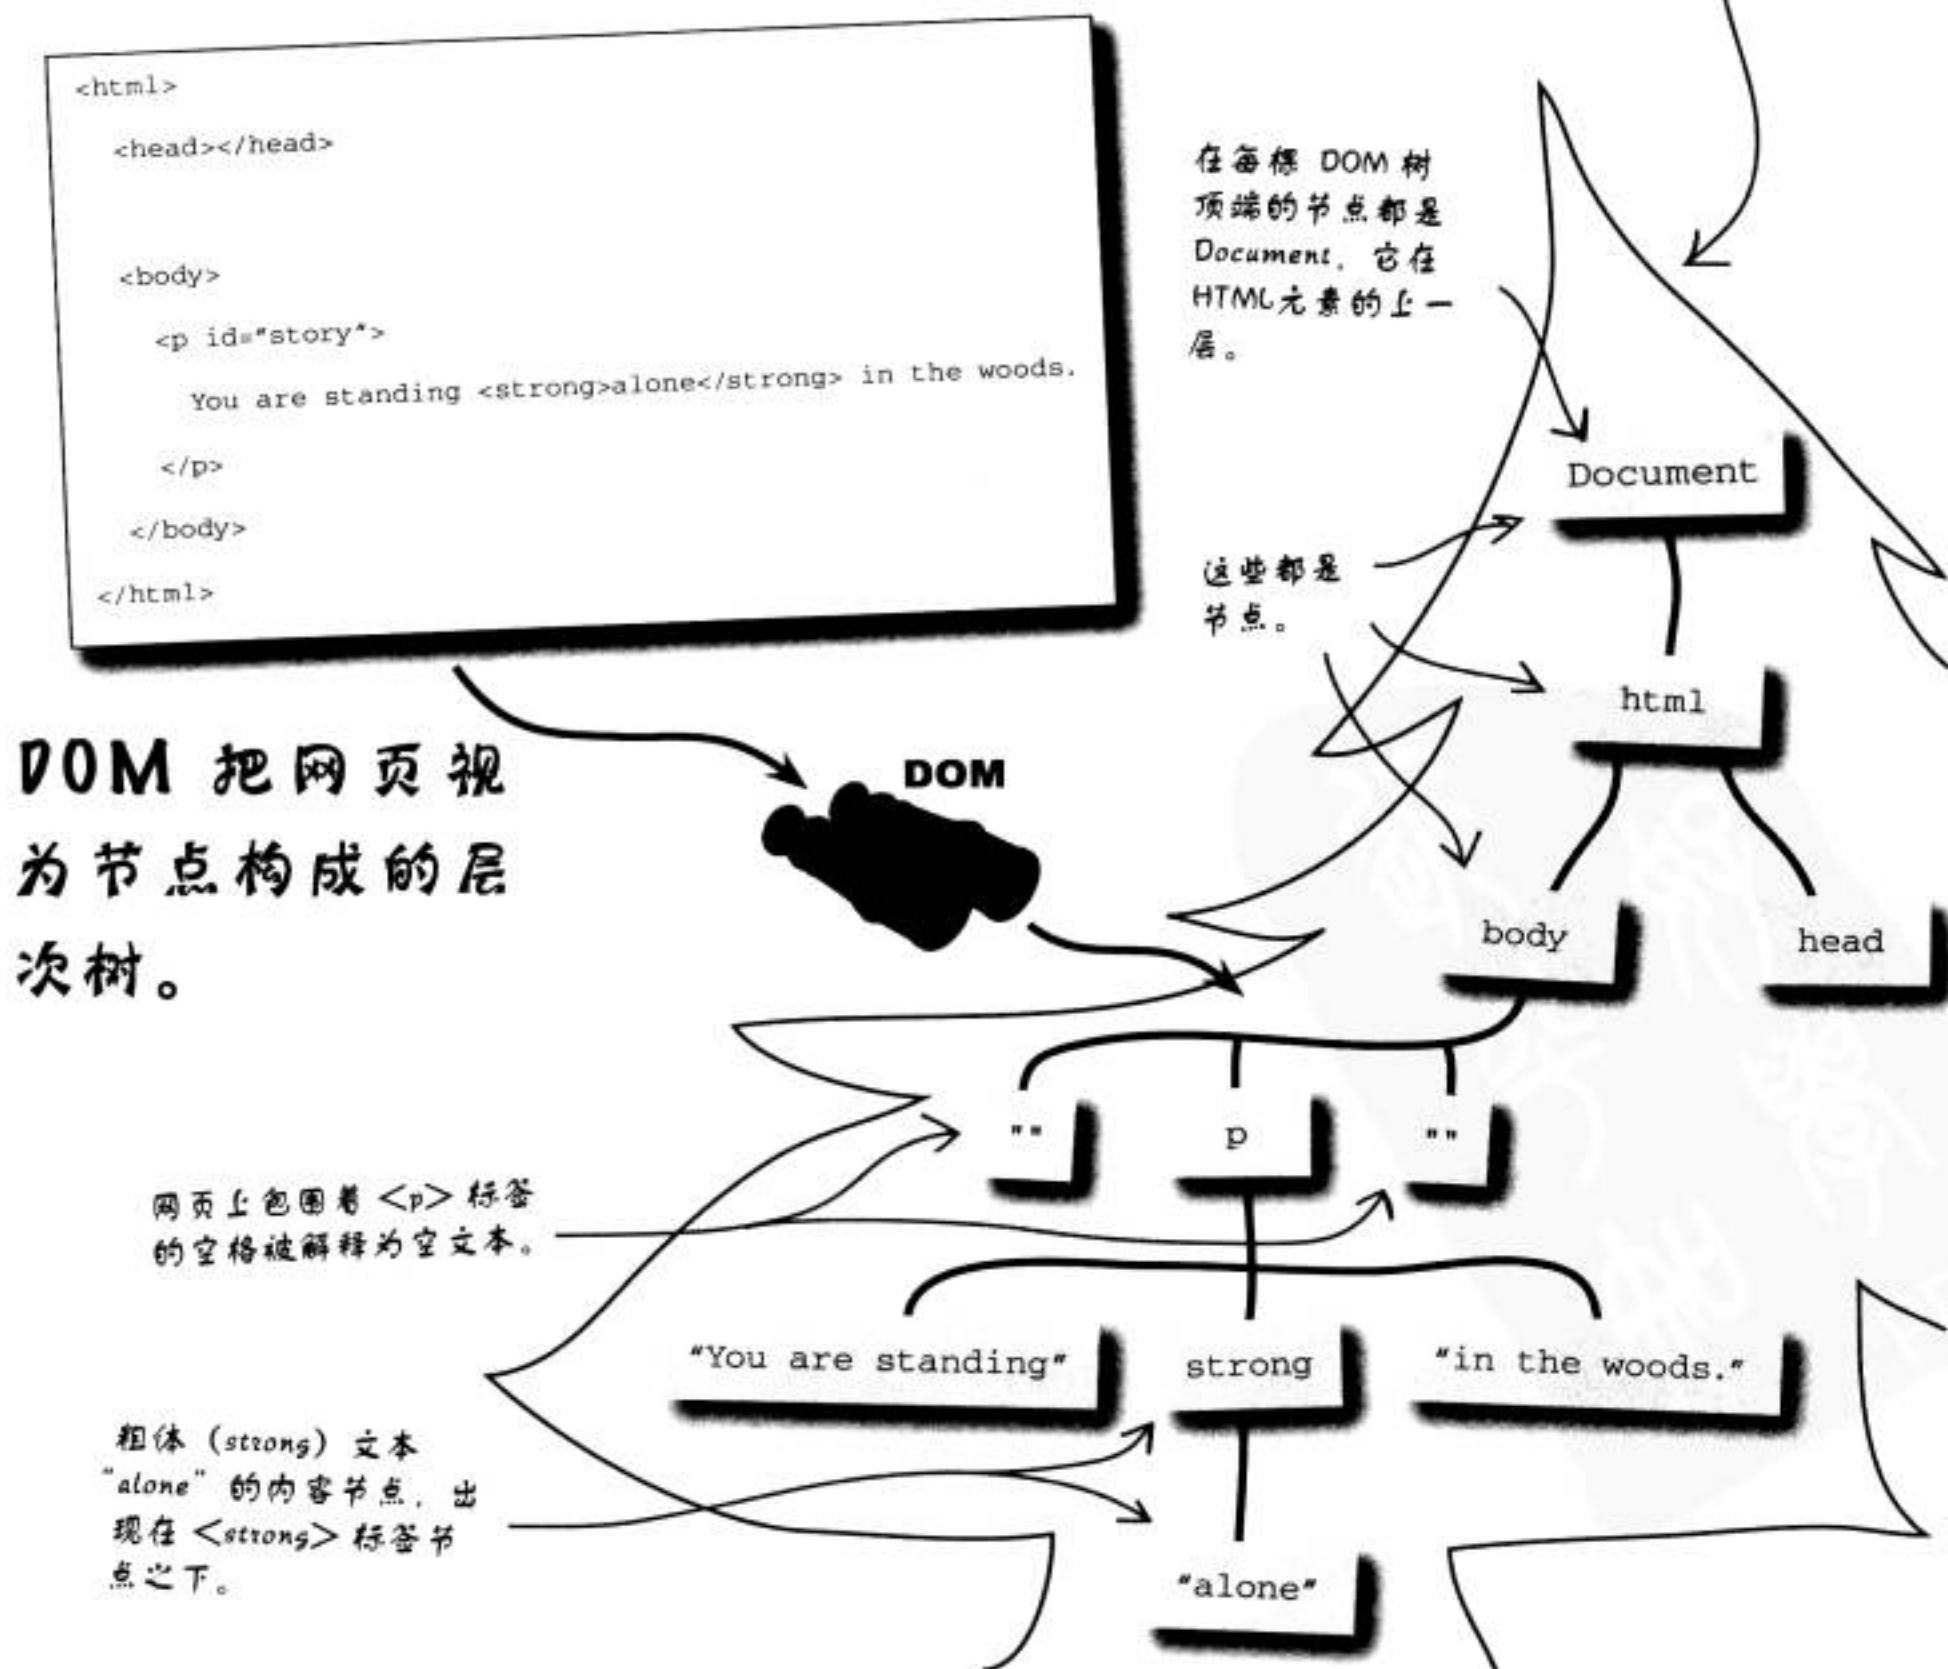 <html>
<head></head>
<body>
<p id="story">
You are standing <strong>alone</strong> in the woods.
</p>
</body>
</html>
在每棵 DOM 树
顶端的节点都是
Document，它在
HTML元素的上一
层。
Document
这些都是
节点。
html
DOM 把网页视
为节点构成的层
次树。
DOM
body
head
""
p
""
网页上包围着 <p> 标签
的空格被解释为空文本。
"You are standing"
strong
"in the woods."
粗体（strong）文本
"alone" 的内容节点，出
现在 <strong> 标签节
点之下。
"alone"